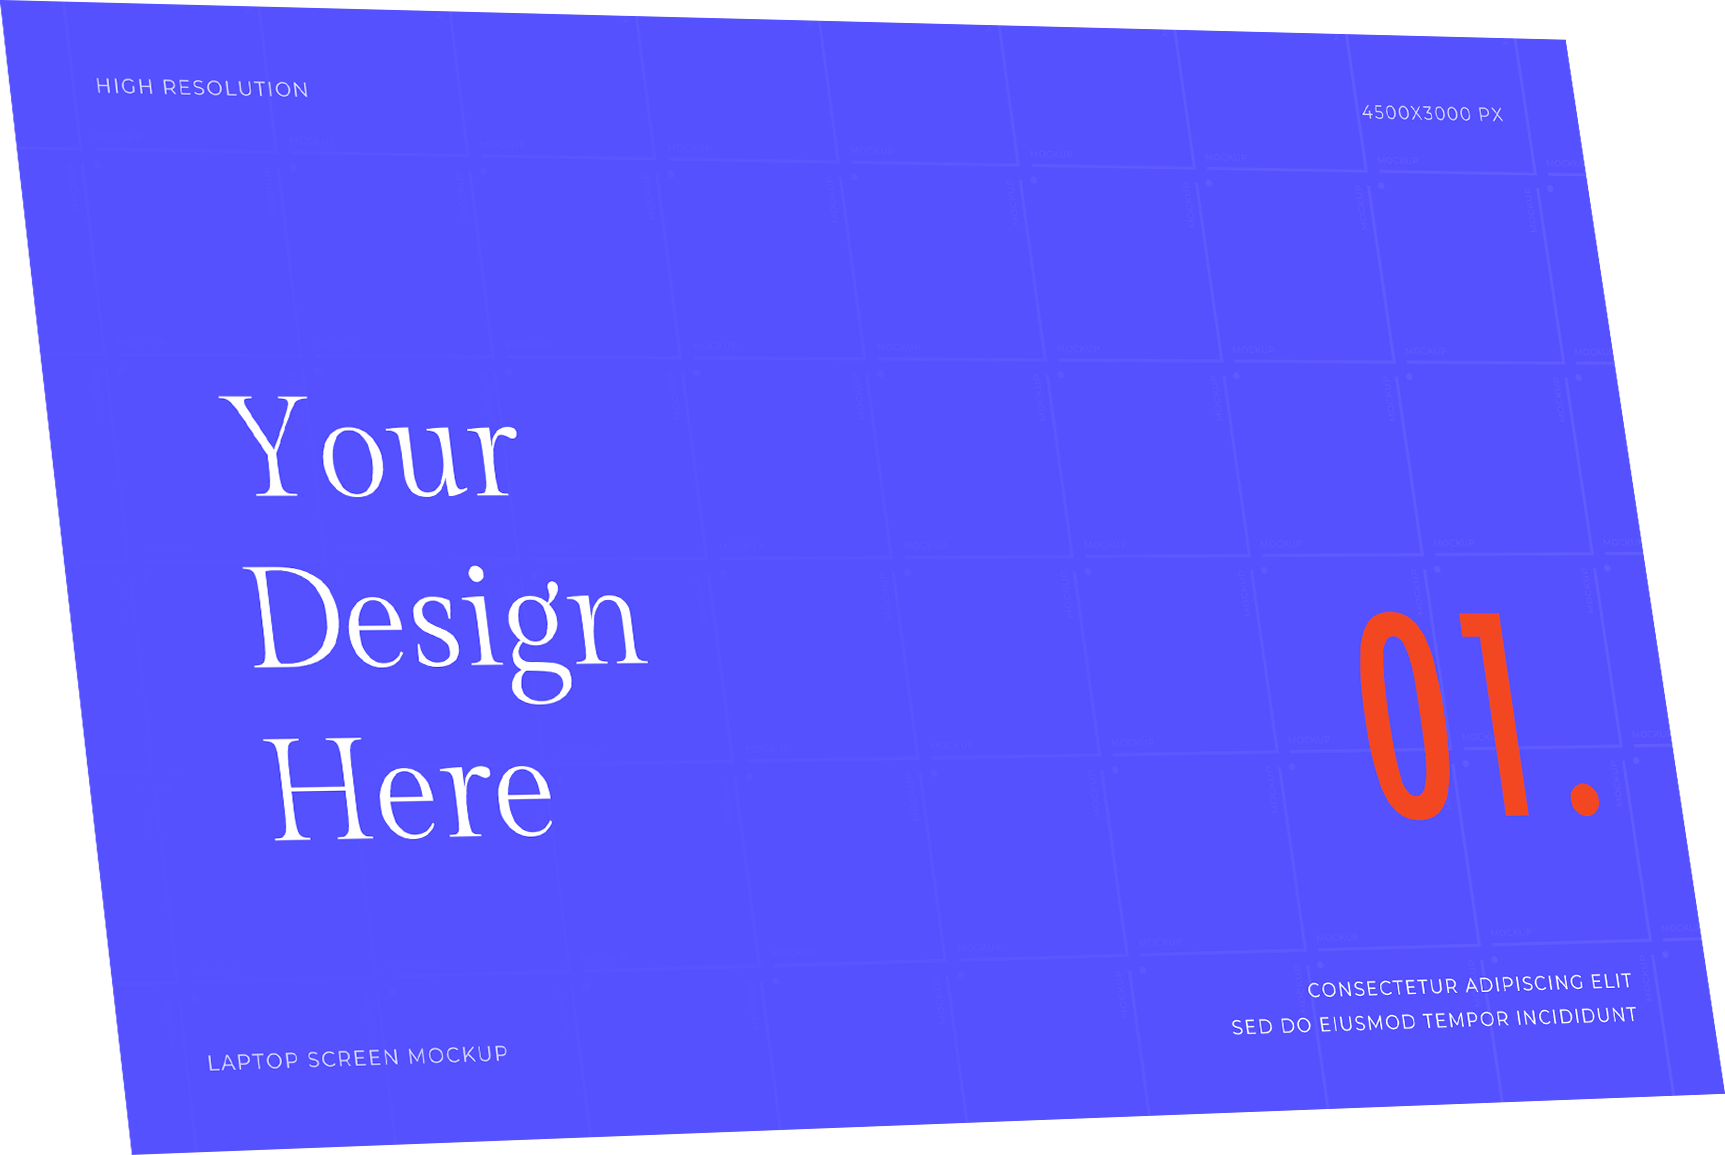 HIGH RESOLUTION
4500X3000 PX
Your
Design
Here
01.
CONSECTETUR ADIPISCING ELIT
SED DO EIUSMOD TEMPOR INCIDIDUNT
LAPTOP SCREEN MOCKUP